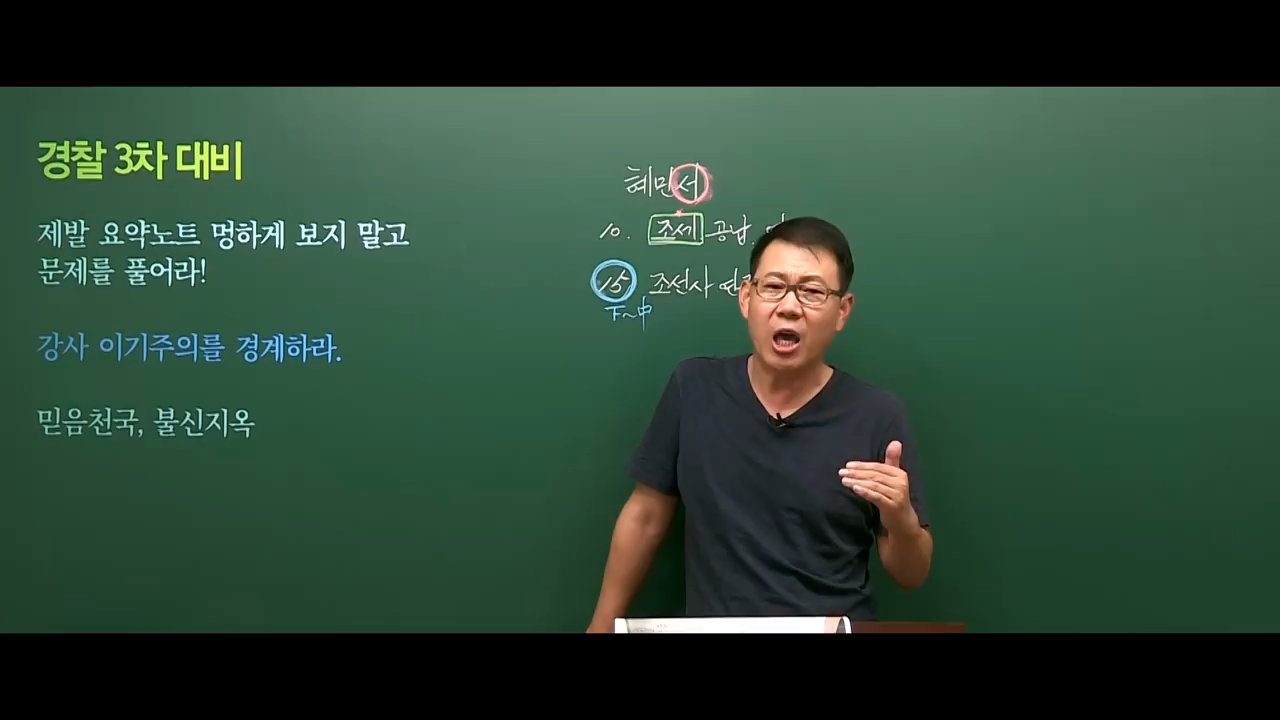 경찰 3차 대비
제발 요약노트 멍하게 보지 말고
문제를 풀어라!
강사 이기주의를 경계하라.
믿음천국, 불신지옥
혜민서
10. 조세 공납
15 조선사
下~中